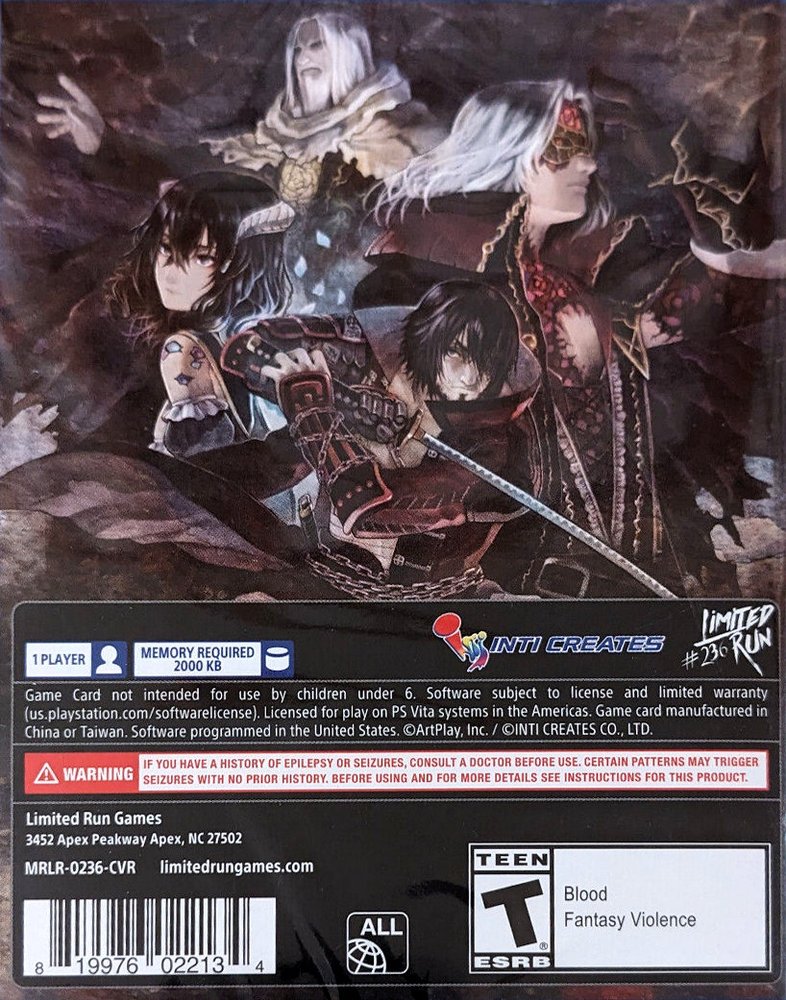 1 PLAYER
MEMORY REQUIRED
2000 KB
INTI CREATES
LIMITED
RUN
#236
Game Card not intended for use by children under 6. Software subject to license and limited warranty
(us.playstation.com/softwarelicense). Licensed for play on PS Vita systems in the Americas. Game card manufactured in
China or Taiwan. Software programmed in the United States. ©ArtPlay, Inc. / ©INTI CREATES CO., LTD.
WARNING
IF YOU HAVE A HISTORY OF EPILEPSY OR SEIZURES, CONSULT A DOCTOR BEFORE USE. CERTAIN PATTERNS MAY TRIGGER
SEIZURES WITH NO PRIOR HISTORY. BEFORE USING AND FOR MORE DETAILS SEE INSTRUCTIONS FOR THIS PRODUCT.
Limited Run Games
3452 Apex Peakway Apex, NC 27502
MRLR-0236-CVR limitedrungames.com
8 19976 02213 4
ALL
TEEN
T
®
ESRB
Blood
Fantasy Violence